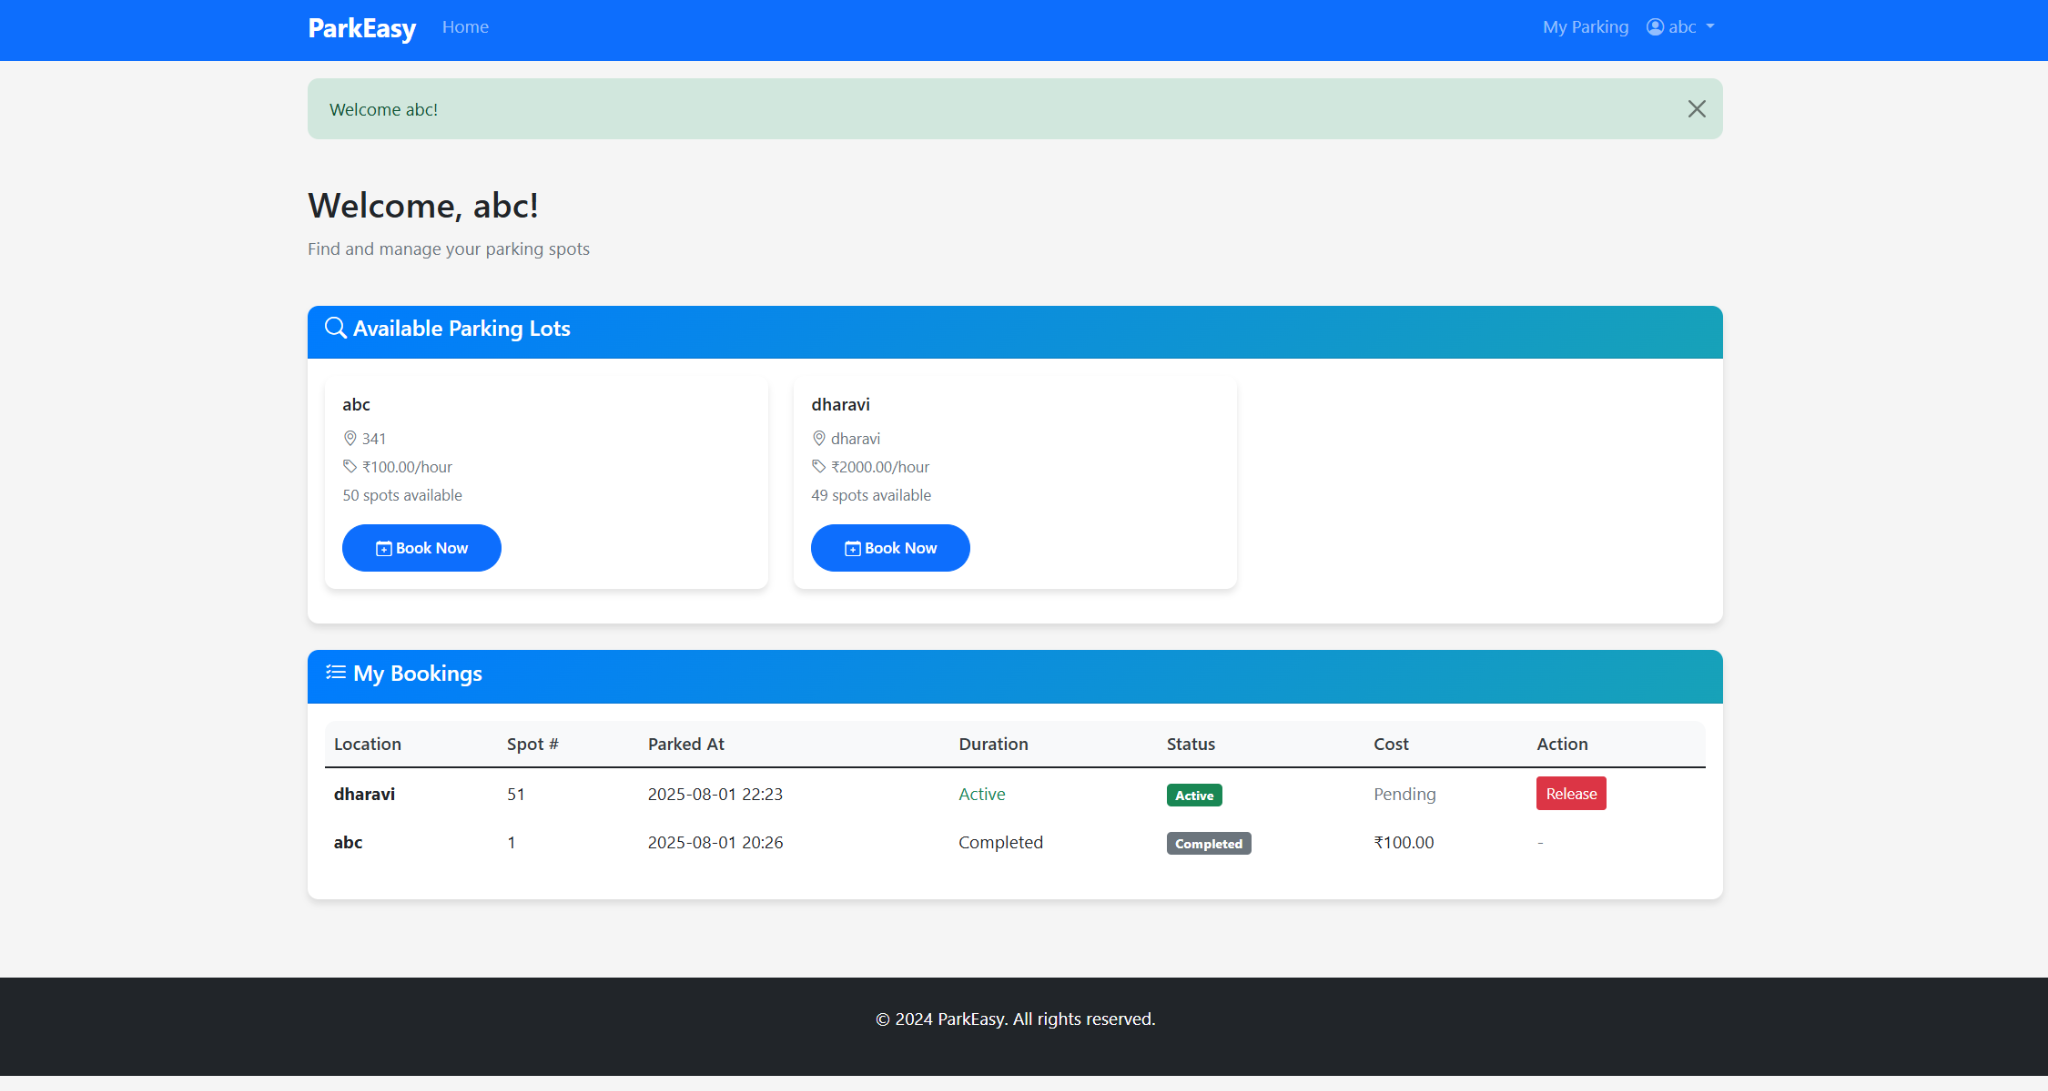 ParkEasy Home My Parking abc
Welcome abc!
Welcome, abc!
Find and manage your parking spots
Available Parking Lots
abc
341
₹100.00/hour
50 spots available
Book Now
dharavi
dharavi
₹2000.00/hour
49 spots available
Book Now
My Bookings
Location Spot # Parked At Duration Status Cost Action
dharavi 51 2025-08-01 22:23 Active Active Pending Release
abc 1 2025-08-01 20:26 Completed Completed ₹100.00 -
© 2024 ParkEasy. All rights reserved.